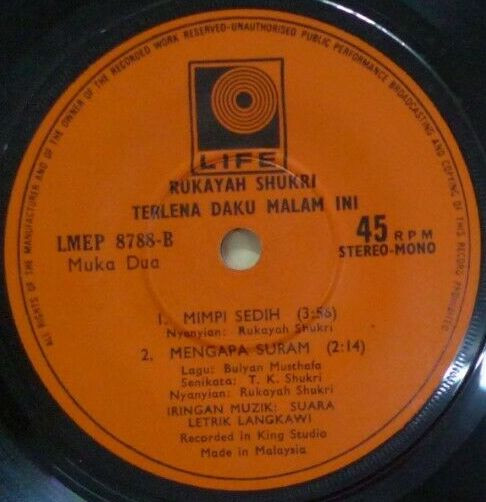 ALL RIGHTS OF THE MANUFACTURER AND OF THE OWNER OF THE RECORDED WORK RESERVED-UNAUTHORISED PUBLIC PERFORMANCE BROADCASTING AND COPYING OF THIS RECORD PROHIBITED
LIFE
RUKAYAH SHUKRI
TERLENA DAKU MALAM INI
LMEP 8788-B
45 RPM
Muka Dua
STEREO-MONO
1. MIMPI SEDIH (3:56)
Nyanyian: Rukayah Shukri
2. MENGAPA SURAM (2:14)
Lagu: Bulyan Musthafa
Senikata: T. K. Shukri
Nyanyian: Rukayah Shukri
IRINGAN MUZIK: SUARA
LETRIK LANGKAWI
Recorded in King Studio
Made in Malaysia